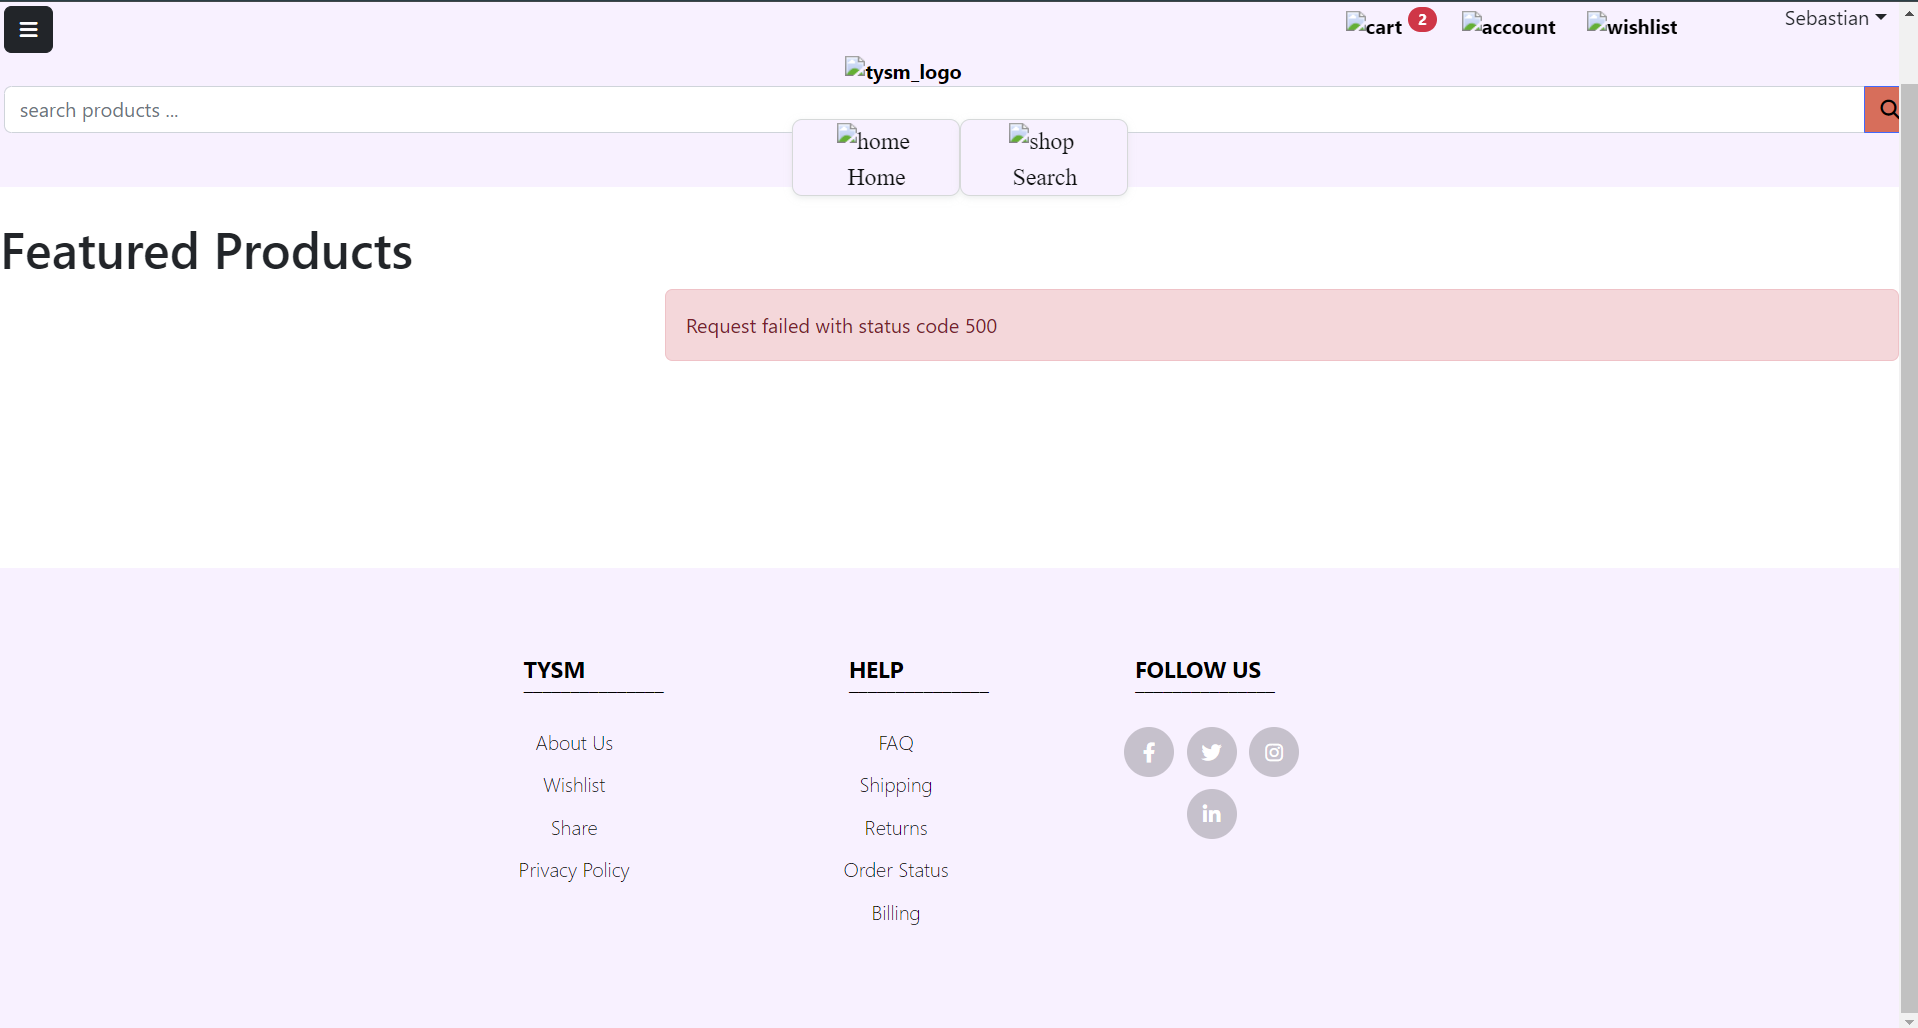 cart 2 account wishlist Sebastian
tysm_logo
search products ...
home shop
Home Search
Featured Products
Request failed with status code 500
TYSM HELP FOLLOW US
About Us FAQ
Wishlist Shipping
Share Returns
Privacy Policy Order Status
Billing